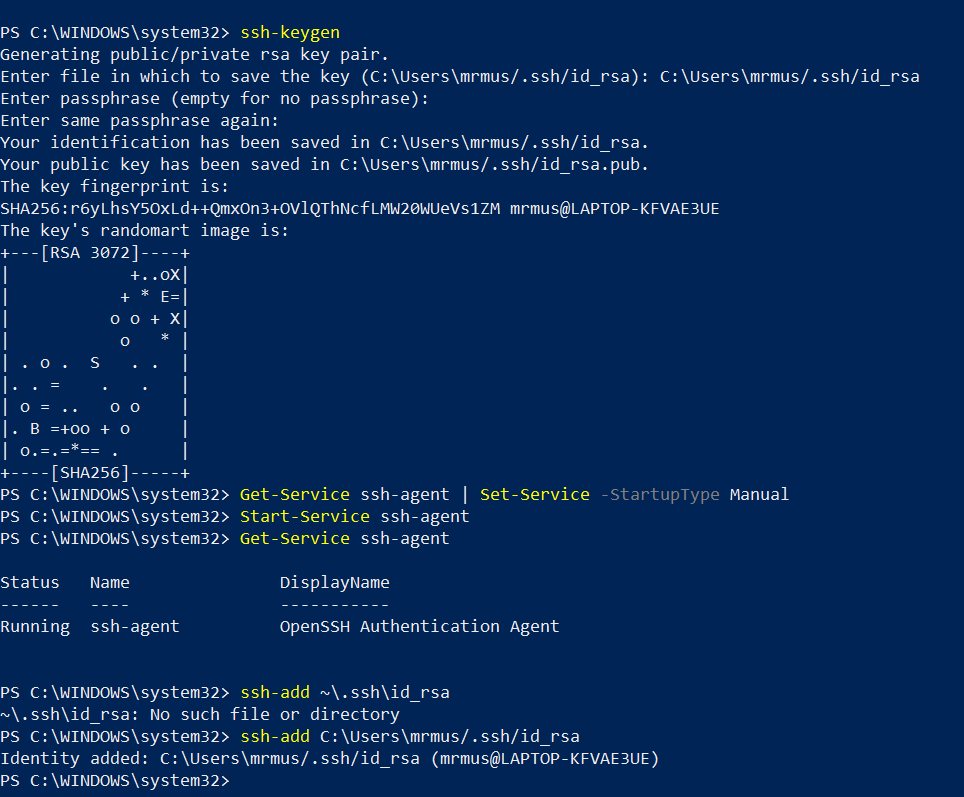 PS C:\WINDOWS\system32> ssh-keygen
Generating public/private rsa key pair.
Enter file in which to save the key (C:\Users\mrmus/.ssh/id_rsa): C:\Users\mrmus/.ssh/id_rsa
Enter passphrase (empty for no passphrase):
Enter same passphrase again:
Your identification has been saved in C:\Users\mrmus/.ssh/id_rsa.
Your public key has been saved in C:\Users\mrmus/.ssh/id_rsa.pub.
The key fingerprint is:
SHA256:r6yLhsY5OxLd++QmxOn3+OVlQThNcfLMW20WUeVs1ZM mrmus@LAPTOP-KFVAE3UE
The key's randomart image is:
+---[RSA 3072]----+
|            +..oX|
|           + * E=|
|          o o + X|
|           o   * |
| . o .  S   . .  |
|. . =    .   .   |
| o = ..   o o    |
|. B =+oo + o     |
| o.=.=*== .      |
+----[SHA256]-----+
PS C:\WINDOWS\system32> Get-Service ssh-agent | Set-Service -StartupType Manual
PS C:\WINDOWS\system32> Start-Service ssh-agent
PS C:\WINDOWS\system32> Get-Service ssh-agent
Status   Name               DisplayName
------   ----               -----------
Running  ssh-agent          OpenSSH Authentication Agent
PS C:\WINDOWS\system32> ssh-add ~\.ssh\id_rsa
~\.ssh\id_rsa: No such file or directory
PS C:\WINDOWS\system32> ssh-add C:\Users\mrmus/.ssh/id_rsa
Identity added: C:\Users\mrmus/.ssh/id_rsa (mrmus@LAPTOP-KFVAE3UE)
PS C:\WINDOWS\system32>